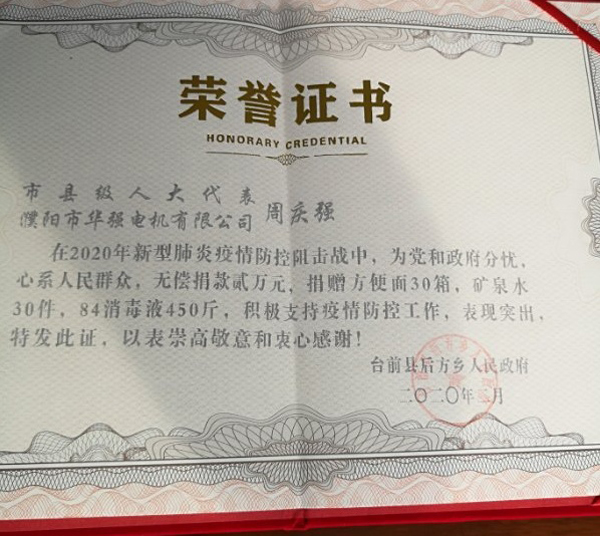 荣誉证书
HONORARY CREDENTIAL
市县级人大代表
濮阳市华强电机有限公司 周庆强
在2020年新型肺炎疫情防控阻击战中，为党和政府分忧，
心系人民群众，无偿捐款贰万元，捐赠方便面30箱，矿泉水
30件，84消毒液450斤，积极支持疫情防控工作，表现突出，
特发此证，以表崇高敬意和衷心感谢！
台前县后方乡人民政府
二〇二〇年 月